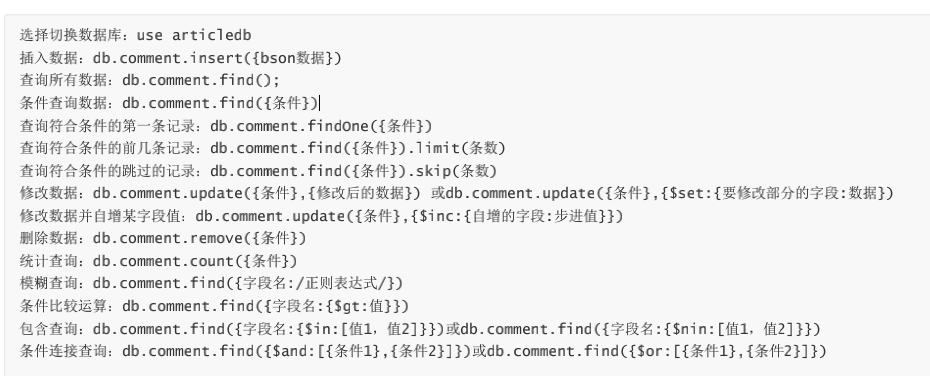 选择切换数据库：use articledb
插入数据：db.comment.insert({bson数据})
查询所有数据：db.comment.find();
条件查询数据：db.comment.find({条件})
查询符合条件的第一条记录：db.comment.findOne({条件})
查询符合条件的前几条记录：db.comment.find({条件}).limit(条数)
查询符合条件的跳过的记录：db.comment.find({条件}).skip(条数)
修改数据：db.comment.update({条件},{修改后的数据}) 或db.comment.update({条件},{$set:{要修改部分的字段:数据})
修改数据并自增某字段值：db.comment.update({条件},{$inc:{自增的字段:步进值}})
删除数据：db.comment.remove({条件})
统计查询：db.comment.count({条件})
模糊查询：db.comment.find({字段名:/正则表达式/})
条件比较运算：db.comment.find({字段名:{$gt:值}})
包含查询：db.comment.find({字段名:{$in:[值1，值2]}})或db.comment.find({字段名:{$nin:[值1，值2]}})
条件连接查询：db.comment.find({$and:[{条件1},{条件2}]})或db.comment.find({$or:[{条件1},{条件2}]})